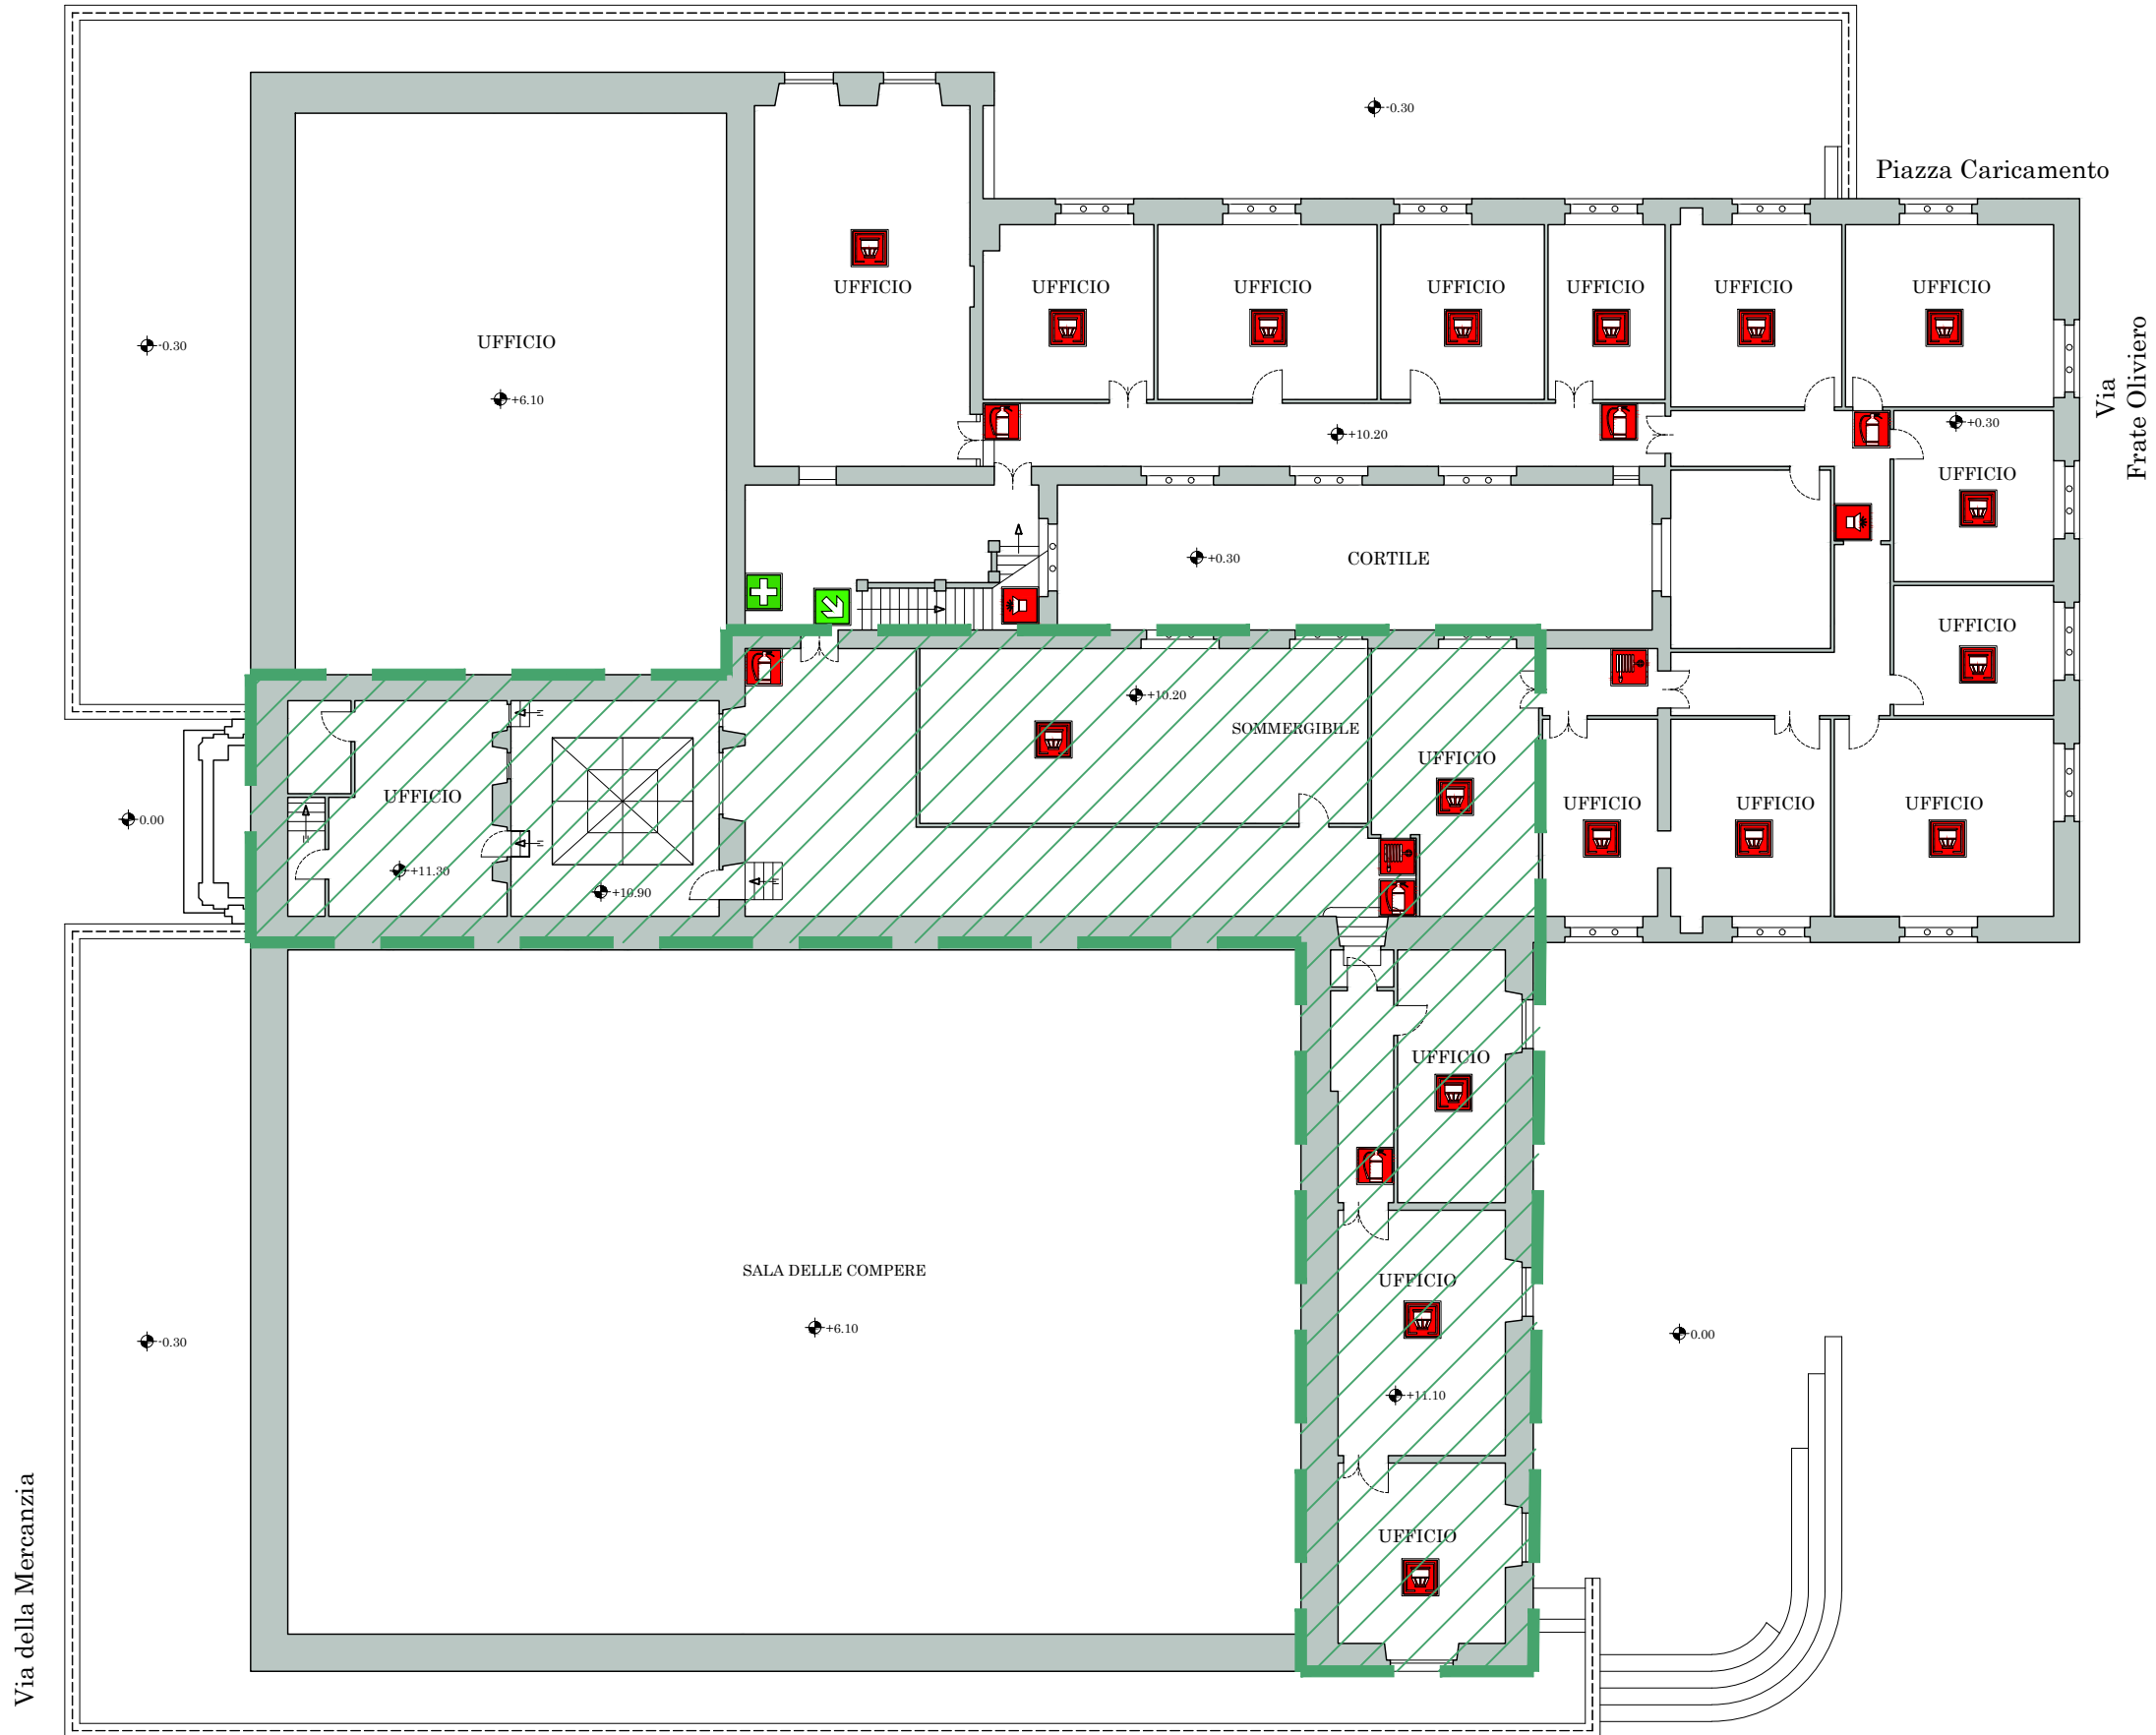 -0.30
Piazza Caricamento
UFFICIO
UFFICIO
UFFICIO
UFFICIO
UFFICIO
UFFICIO
UFFICIO
Via
Frate Oliviero
UFFICIO
-0.30
+6.10
+10.20
+0.30
UFFICIO
+0.30
CORTILE
UFFICIO
+10.20
SOMMERGIBILE
UFFICIO
UFFICIO
UFFICIO
UFFICIO
UFFICIO
0.00
+11.30
+10.90
UFFICIO
SALA DELLE COMPERE
+6.10
UFFICIO
-0.30
0.00
+11.10
UFFICIO
Via della Mercanzia